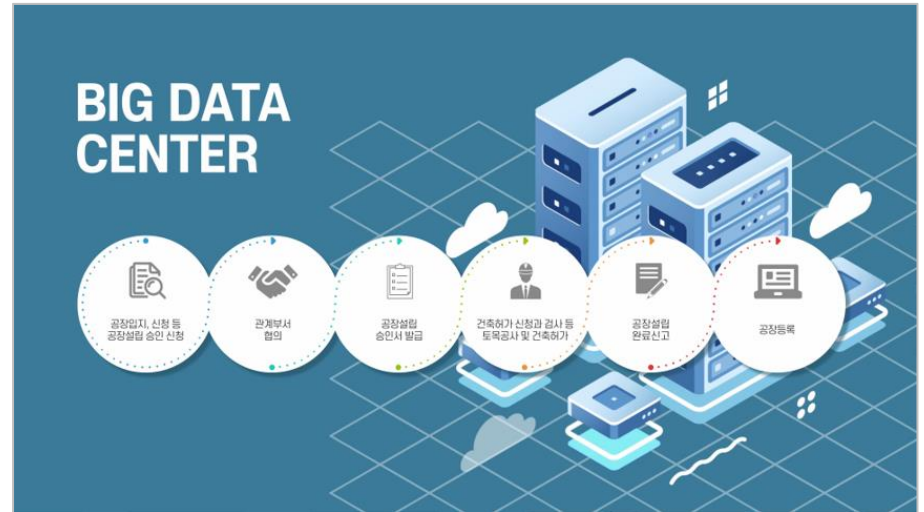 BIG DATA
CENTER
공장입지, 신청 등
공장설립 승인 신청
관계부서
협의
공장설립
승인서 발급
건축허가 신청과 검사 등
토목공사 및 건축허가
공장설립
완료신고
공장등록